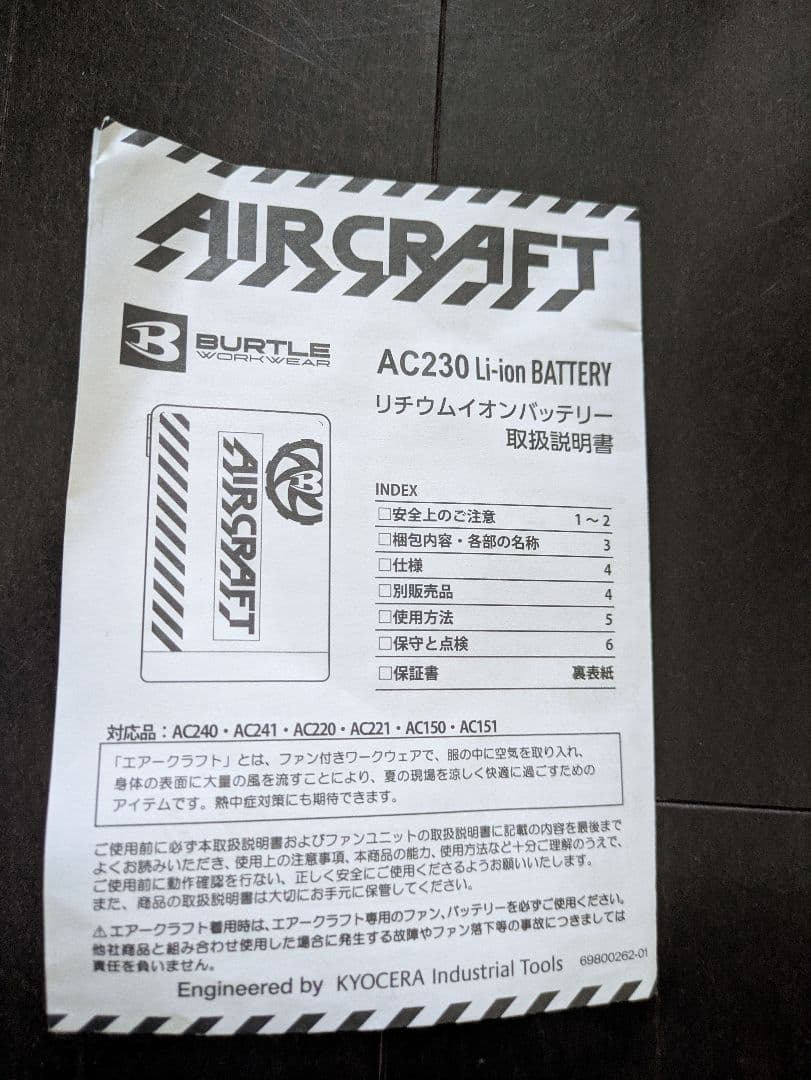 AIRCRAFT
B BURTLE
WORKWEAR
AC230 Li-ion BATTERY
リチウムイオンバッテリー
取扱説明書
AIRCRAFT
B
INDEX
□安全上のご注意 1～2
□梱包内容・各部の名称 3
□仕様 4
□別販売品 4
□使用方法 5
□保守と点検 6
□保証書 裏表紙
対応品：AC240・AC241・AC220・AC221・AC150・AC151
「エアークラフト」とは、ファン付きワークウェアで、服の中に空気を取り入れ、
身体の表面に大量の風を流すことにより、夏の現場を涼しく快適に過ごすための
アイテムです。熱中症対策にも期待できます。
ご使用前に必ず本取扱説明書およびファンユニットの取扱説明書に記載の内容を最後まで
よくお読みいただき、使用上の注意事項、本商品の能力、使用方法など十分ご理解のうえで、
ご使用前に動作確認を行ない、正しく安全にご使用くださるようお願いいたします。
また、商品の取扱説明書は大切にお手元に保管してください。
⚠エアークラフト着用時は、エアークラフト専用のファン、バッテリーを必ずご使用ください。
他社商品と組み合わせ使用した場合に発生する故障やファン落下等の事故につきましては
責任を負いません。
Engineered by KYOCERA Industrial Tools 69800262-01